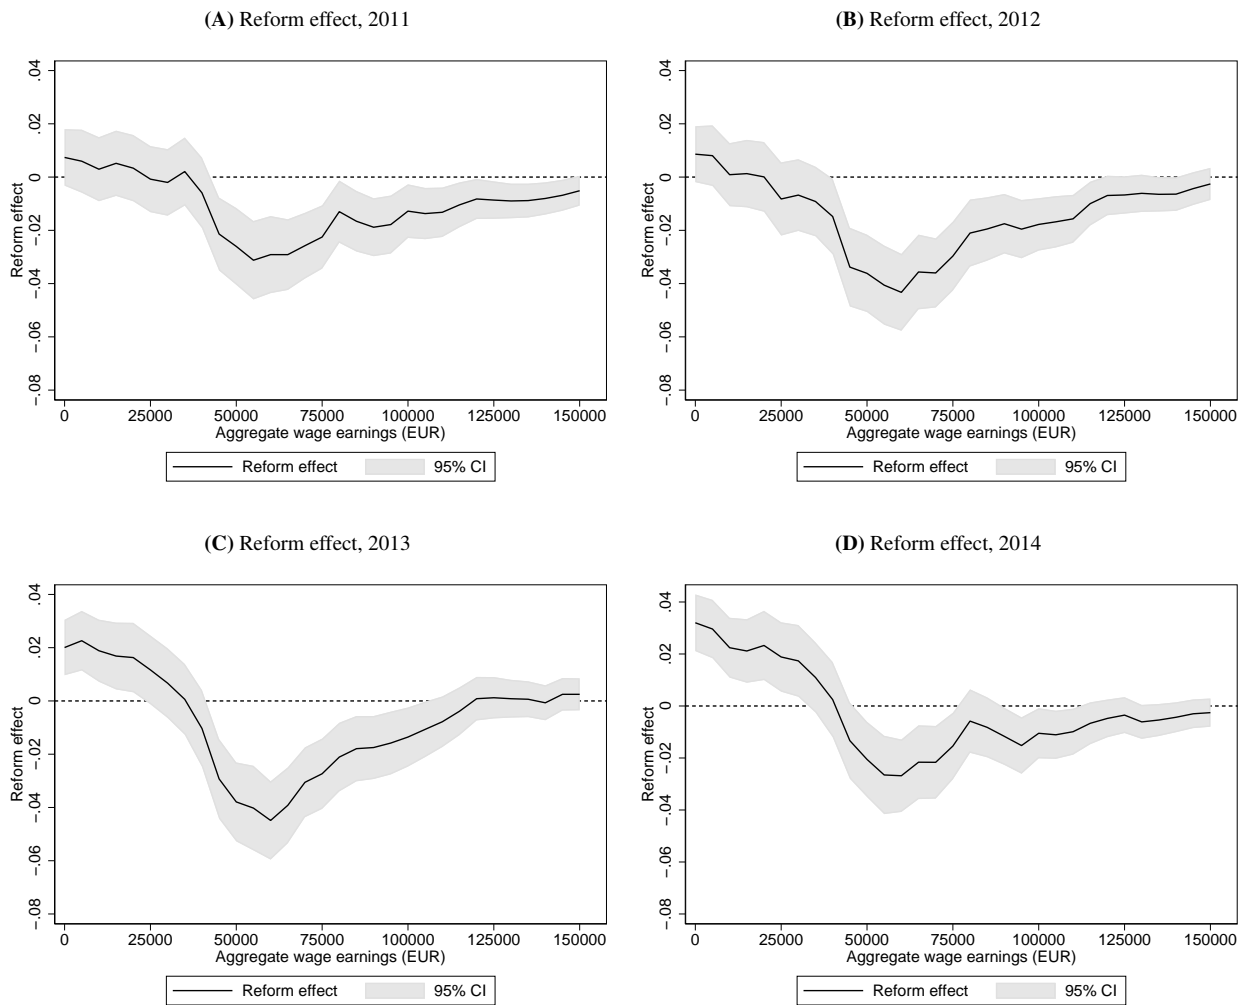 (A) Reform effect, 2011
.04
.02
0
−.02
−.04
−.06
−.08
Reform effect
0 25000 50000 75000 100000 125000 150000
Aggregate wage earnings (EUR)
Reform effect 95% CI
(B) Reform effect, 2012
.04
.02
0
−.02
−.04
−.06
−.08
Reform effect
0 25000 50000 75000 100000 125000 150000
Aggregate wage earnings (EUR)
Reform effect 95% CI
(C) Reform effect, 2013
.04
.02
0
−.02
−.04
−.06
−.08
Reform effect
0 25000 50000 75000 100000 125000 150000
Aggregate wage earnings (EUR)
Reform effect 95% CI
(D) Reform effect, 2014
.04
.02
0
−.02
−.04
−.06
−.08
Reform effect
0 25000 50000 75000 100000 125000 150000
Aggregate wage earnings (EUR)
Reform effect 95% CI